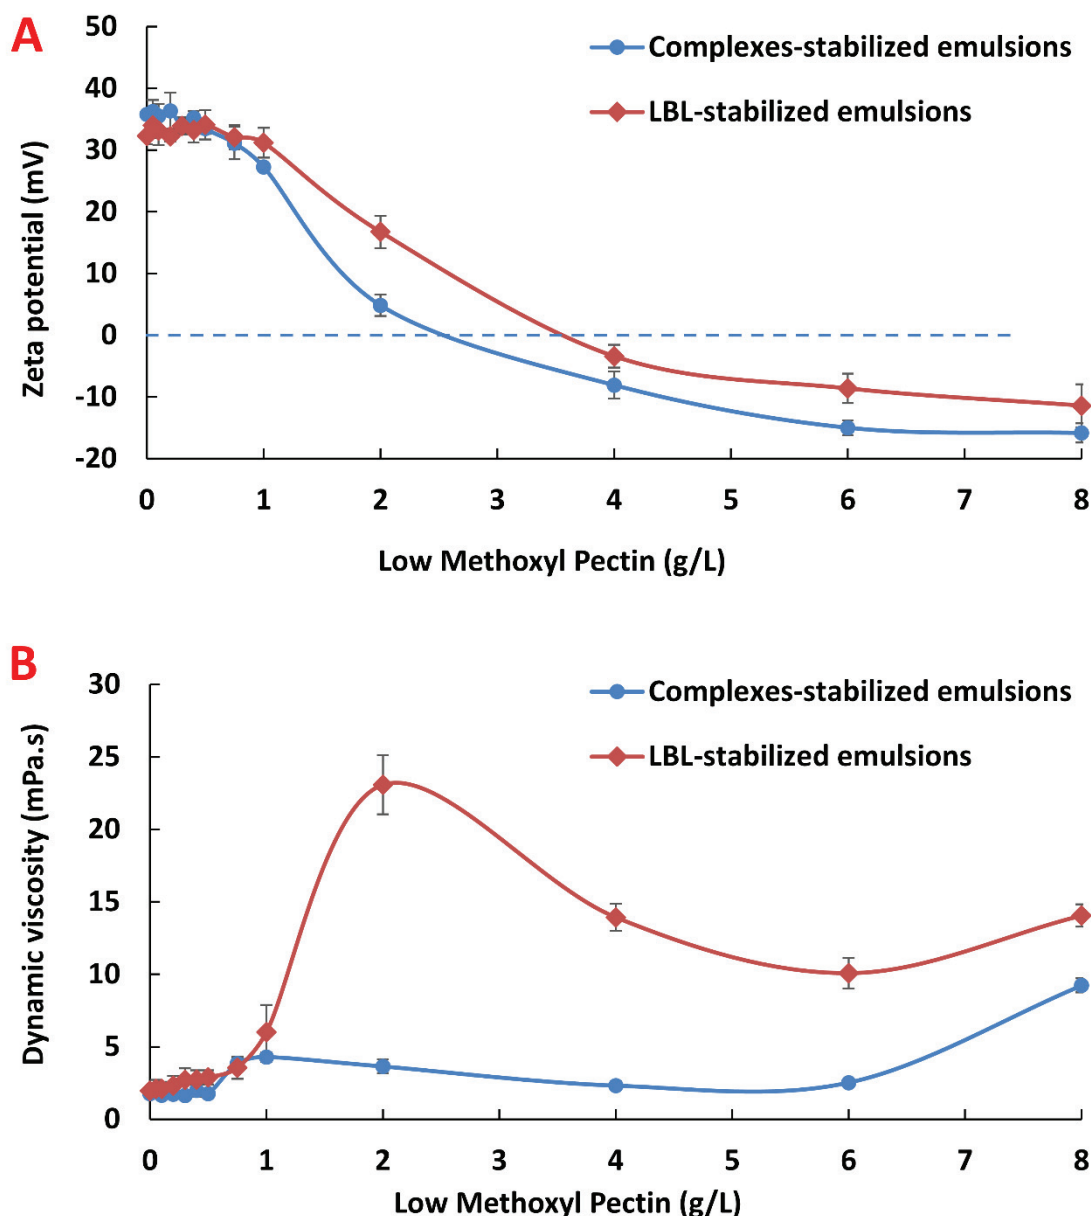 A
50
40
30
20
10
0
-10
-20
Zeta potential (mV)
Complexes-stabilized emulsions
LBL-stabilized emulsions
0 1 2 3 4 5 6 7 8
Low Methoxyl Pectin (g/L)
B
30
25
20
15
10
5
0
Dynamic viscosity (mPa.s)
Complexes-stabilized emulsions
LBL-stabilized emulsions
0 1 2 3 4 5 6 7 8
Low Methoxyl Pectin (g/L)